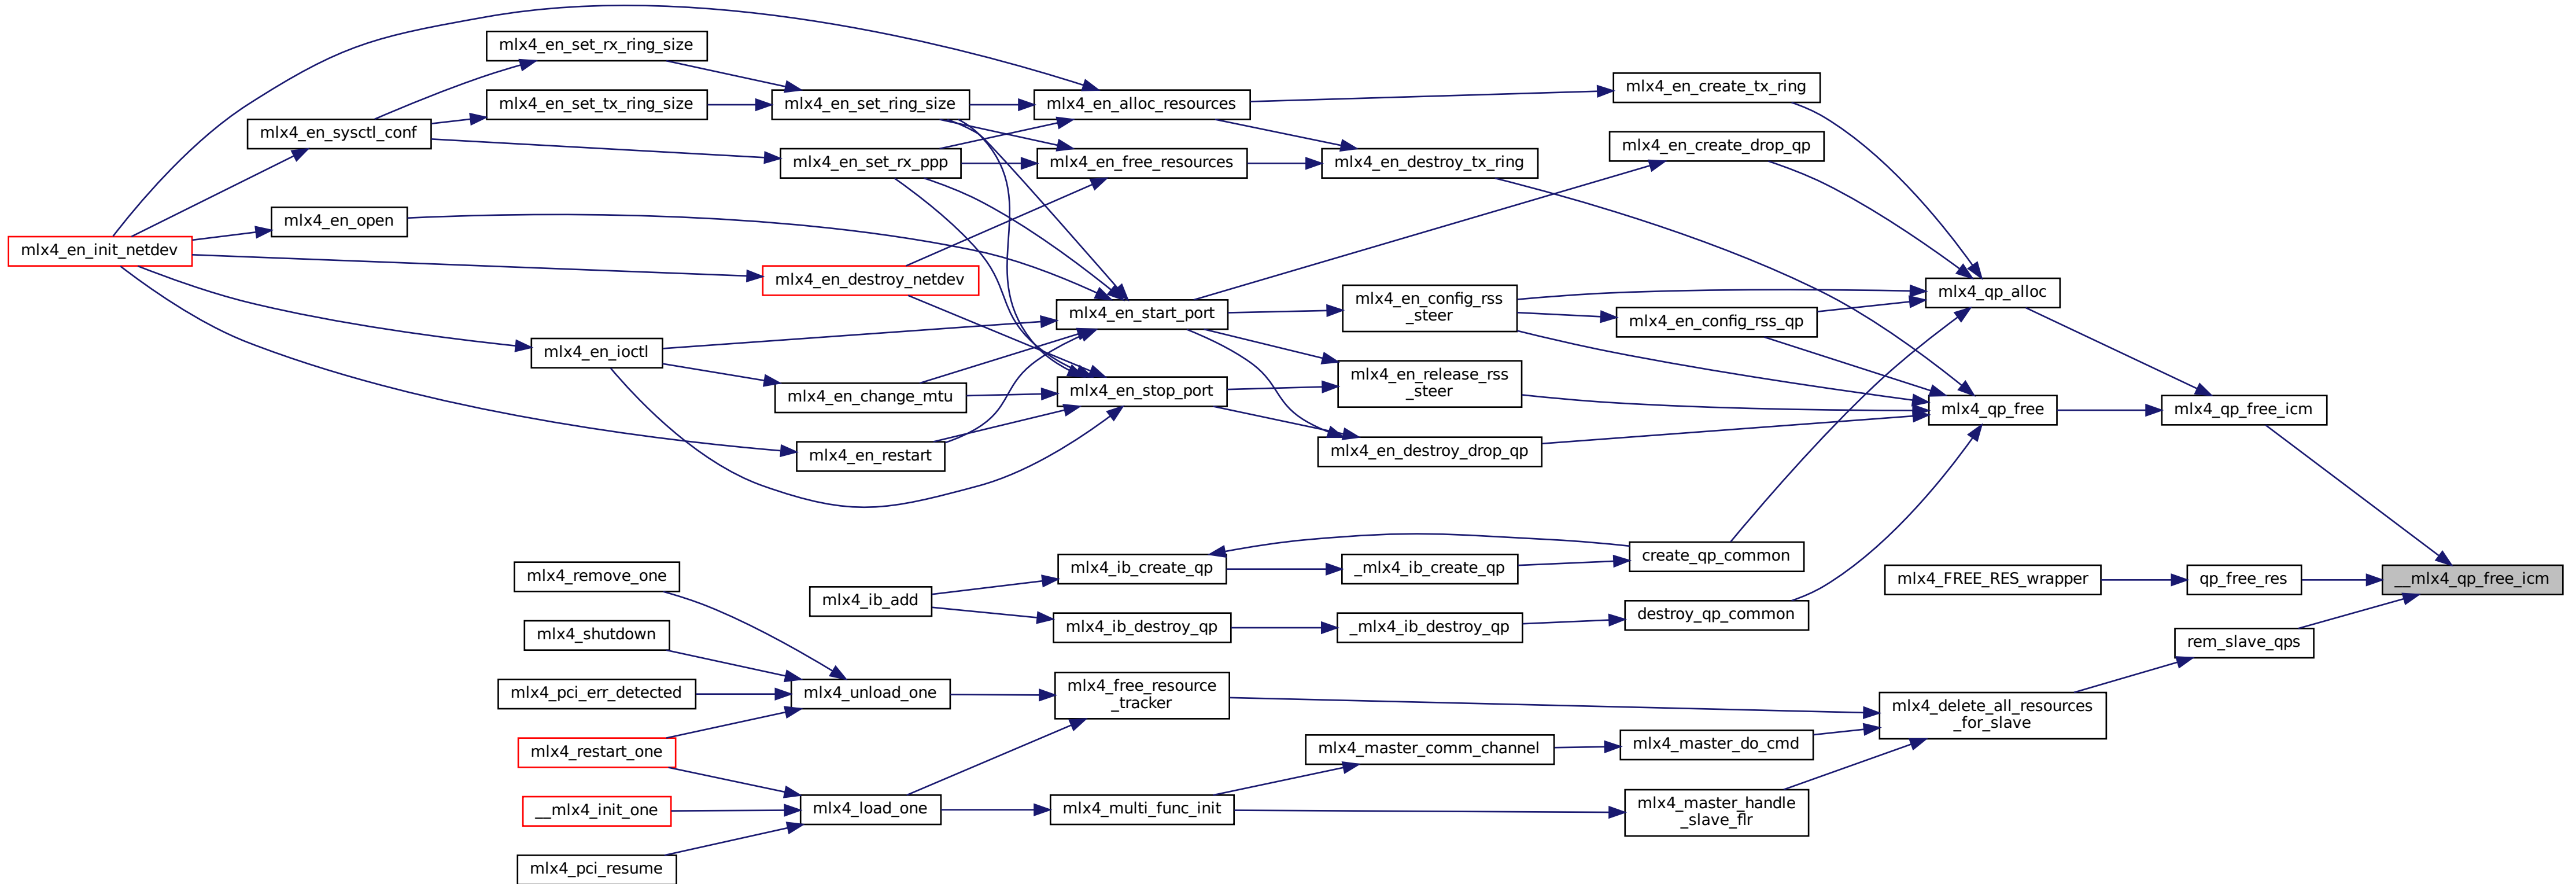 mlx4_en_set_rx_ring_size
mlx4_en_create_tx_ring
mlx4_en_set_tx_ring_size
mlx4_en_set_ring_size
mlx4_en_alloc_resources
mlx4_en_sysctl_conf
mlx4_en_create_drop_qp
mlx4_en_set_rx_ppp
mlx4_en_free_resources
mlx4_en_destroy_tx_ring
mlx4_en_open
mlx4_en_init_netdev
mlx4_en_destroy_netdev
mlx4_qp_alloc
mlx4_en_config_rss
_steer
mlx4_en_start_port
mlx4_en_config_rss_qp
mlx4_en_ioctl
mlx4_en_release_rss
_steer
mlx4_en_change_mtu
mlx4_en_stop_port
mlx4_qp_free
mlx4_qp_free_icm
mlx4_en_restart
mlx4_en_destroy_drop_qp
create_qp_common
mlx4_ib_create_qp
_mlx4_ib_create_qp
mlx4_remove_one
mlx4_FREE_RES_wrapper
qp_free_res
__mlx4_qp_free_icm
mlx4_ib_add
destroy_qp_common
mlx4_ib_destroy_qp
_mlx4_ib_destroy_qp
mlx4_shutdown
rem_slave_qps
mlx4_pci_err_detected
mlx4_unload_one
mlx4_free_resource
_tracker
mlx4_delete_all_resources
_for_slave
mlx4_restart_one
mlx4_master_comm_channel
mlx4_master_do_cmd
__mlx4_init_one
mlx4_load_one
mlx4_multi_func_init
mlx4_master_handle
_slave_flr
mlx4_pci_resume